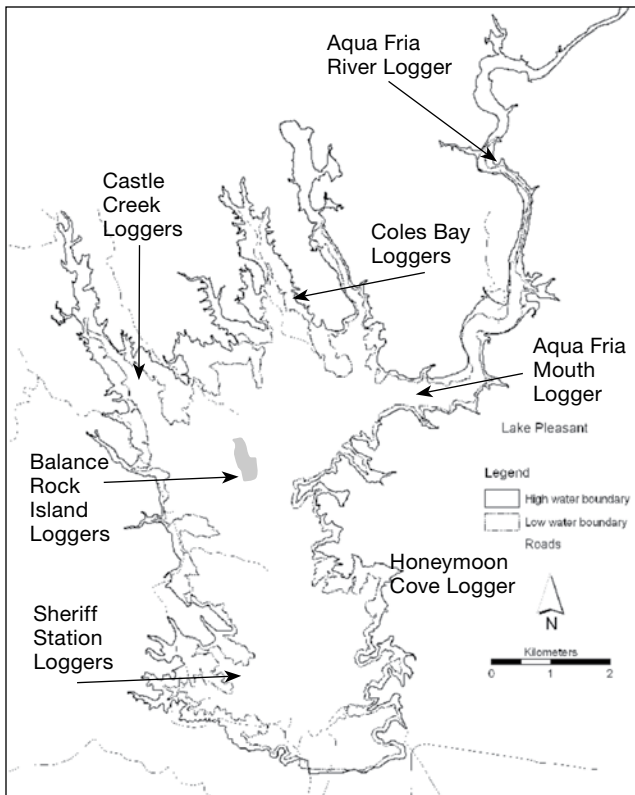 Aqua Fria
River Logger
Castle
Creek
Loggers
Coles Bay
Loggers
Aqua Fria
Mouth
Logger
Lake Pleasant
Balance
Rock
Island
Loggers
Legend
High water boundary
Low water boundary
Roads
Honeymoon
Cove Logger
N
Sheriff
Station
Loggers
Kilometers
0 1 2